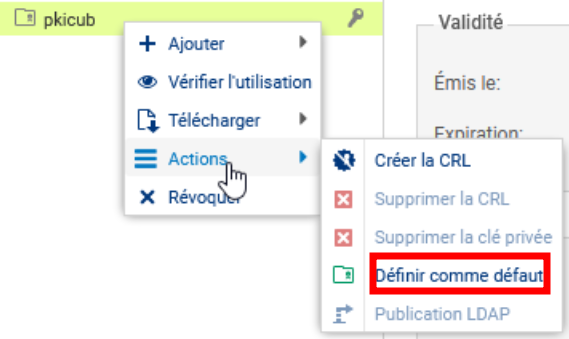 pkicub
Validité
Ajouter
Vérifier l'utilisation
Émis le:
Télécharger
Expiration:
Actions
Créer la CRL
Révoquer
Supprimer la CRL
Supprimer la clé privée
Définir comme défaut
Publication LDAP